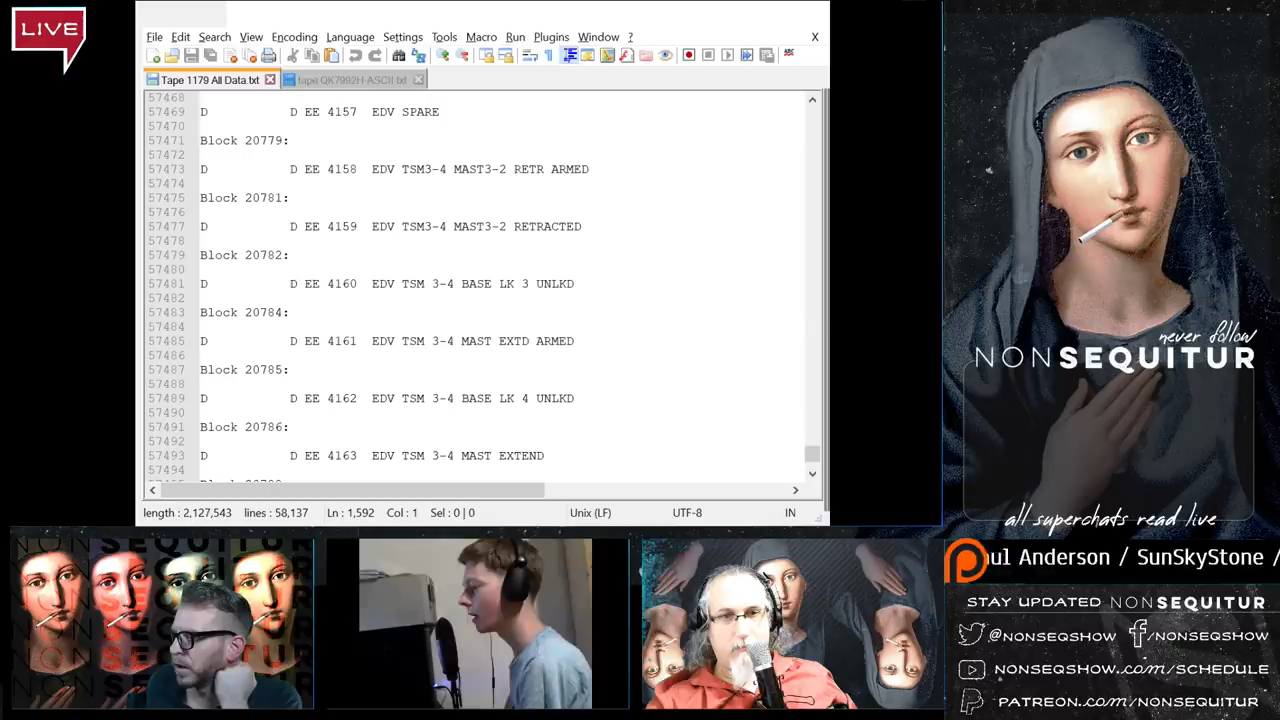 LIVE
File Edit Search View Encoding Language Settings Tools Macro Run Plugins Window ? X
Tape 1179 All Data.txt tape QK7992H-ASCII.txt
57468
57469 D D EE 4157 EDV SPARE
57470
57471 Block 20779:
57472
57473 D D EE 4158 EDV TSM3-4 MAST3-2 RETR ARMED
57474
57475 Block 20781:
57476
57477 D D EE 4159 EDV TSM3-4 MAST3-2 RETRACTED
57478
57479 Block 20782:
57480
57481 D D EE 4160 EDV TSM 3-4 BASE LK 3 UNLKD
57482
57483 Block 20784:
57484
57485 D D EE 4161 EDV TSM 3-4 MAST EXTD ARMED
57486
57487 Block 20785:
57488
57489 D D EE 4162 EDV TSM 3-4 BASE LK 4 UNLKD
57490
57491 Block 20786:
57492
57493 D D EE 4163 EDV TSM 3-4 MAST EXTEND
57494
length : 2,127,543 lines : 58,137 Ln : 1,592 Col : 1 Sel : 0 | 0 Unix (LF) UTF-8 IN
never follow
NONSEQUITUR
all superchats read live
ul Anderson / SunSkyStone /
STAY UPDATED NONSEQUITUR
@NONSEQSHOW /NONSEQSHOW
NONSEQSHOW.com/SCHEDULE
PATREON.com/NONSEQUITUR